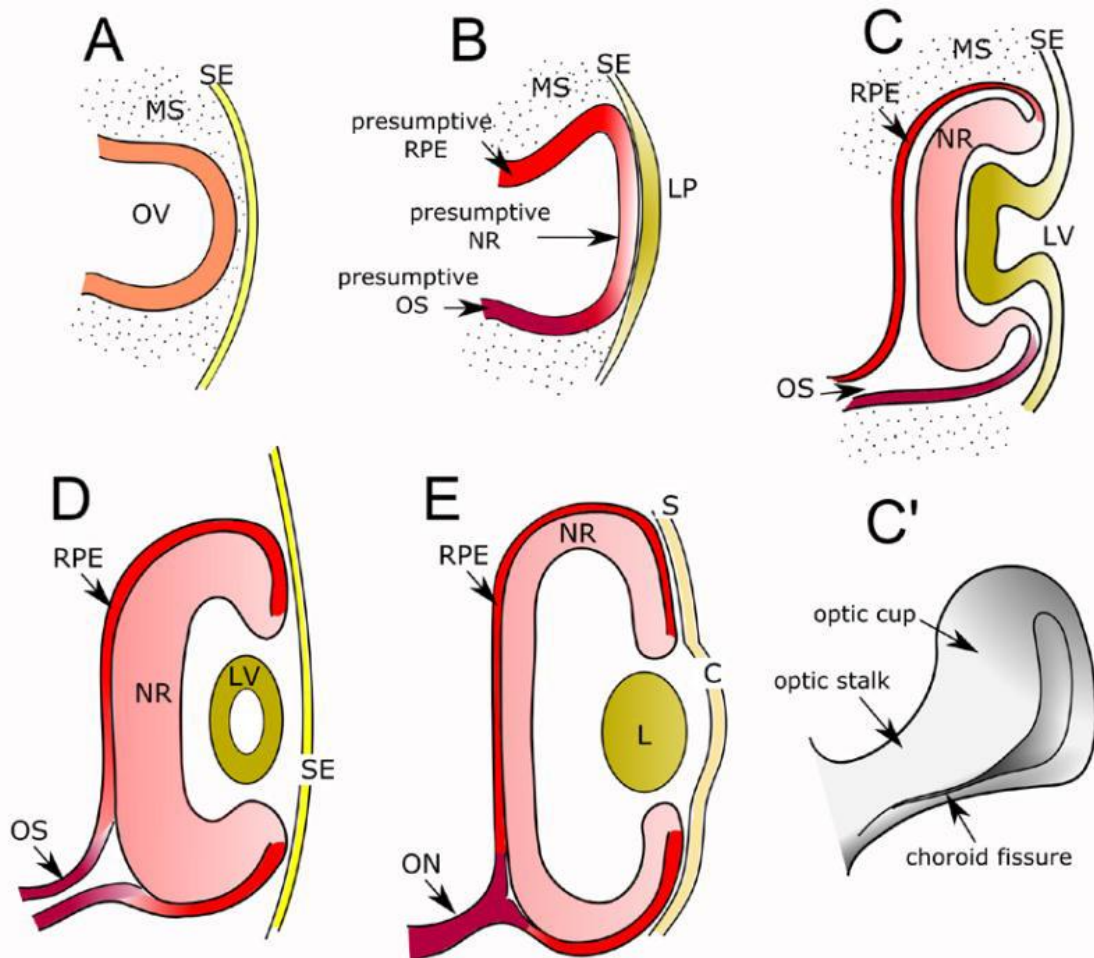 A
SE
MS
OV
B
SE
MS
presumptive
RPE
LP
presumptive
NR
presumptive
OS
C
SE
MS
RPE
NR
LV
OS
D
RPE
LV
NR
SE
OS
E
S
NR
RPE
C
L
ON
C'
optic cup
optic stalk
choroid fissure